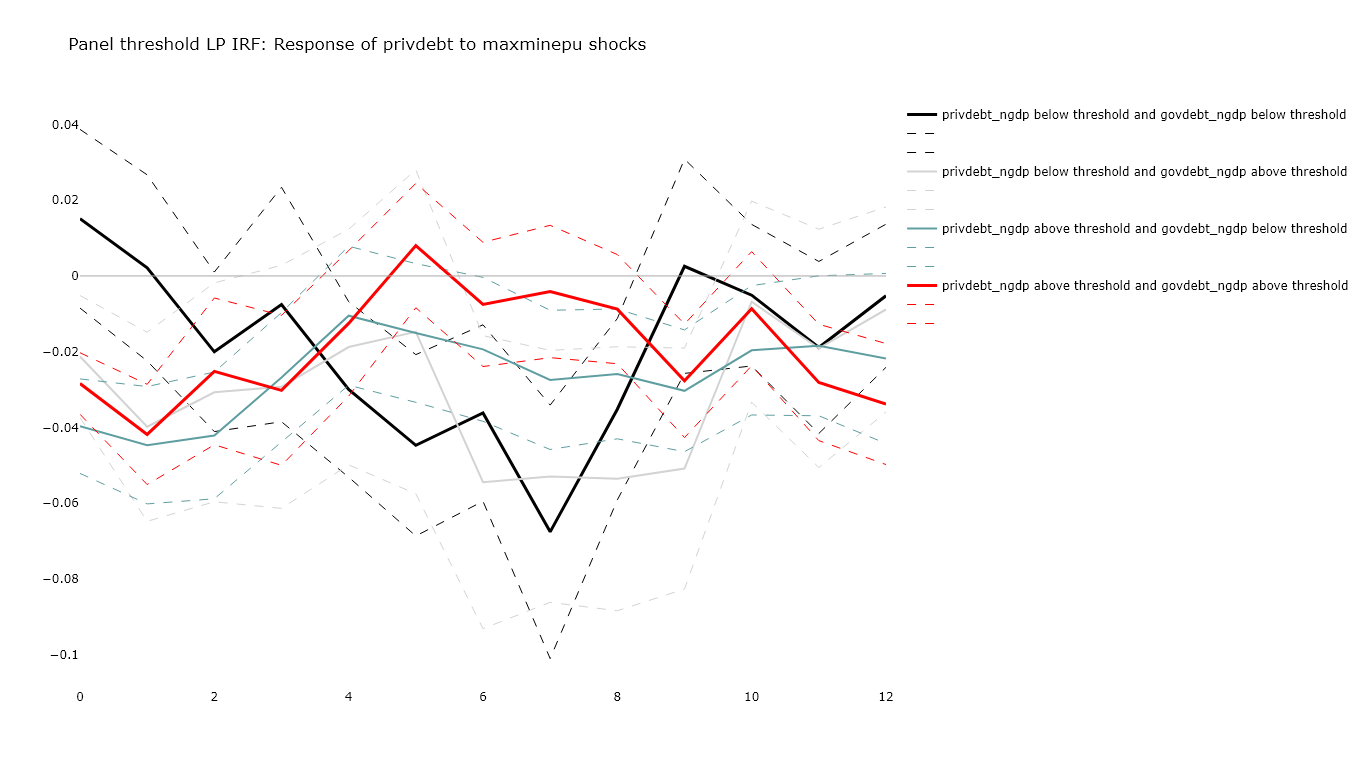 Panel threshold LP IRF: Response of privdebt to maxminepu shocks
0.04
0.02
0
−0.02
−0.04
−0.06
−0.08
−0.1
0 2 4 6 8 10 12
privdebt_ngdp below threshold and govdebt_ngdp below threshold
privdebt_ngdp below threshold and govdebt_ngdp above threshold
privdebt_ngdp above threshold and govdebt_ngdp below threshold
privdebt_ngdp above threshold and govdebt_ngdp above threshold